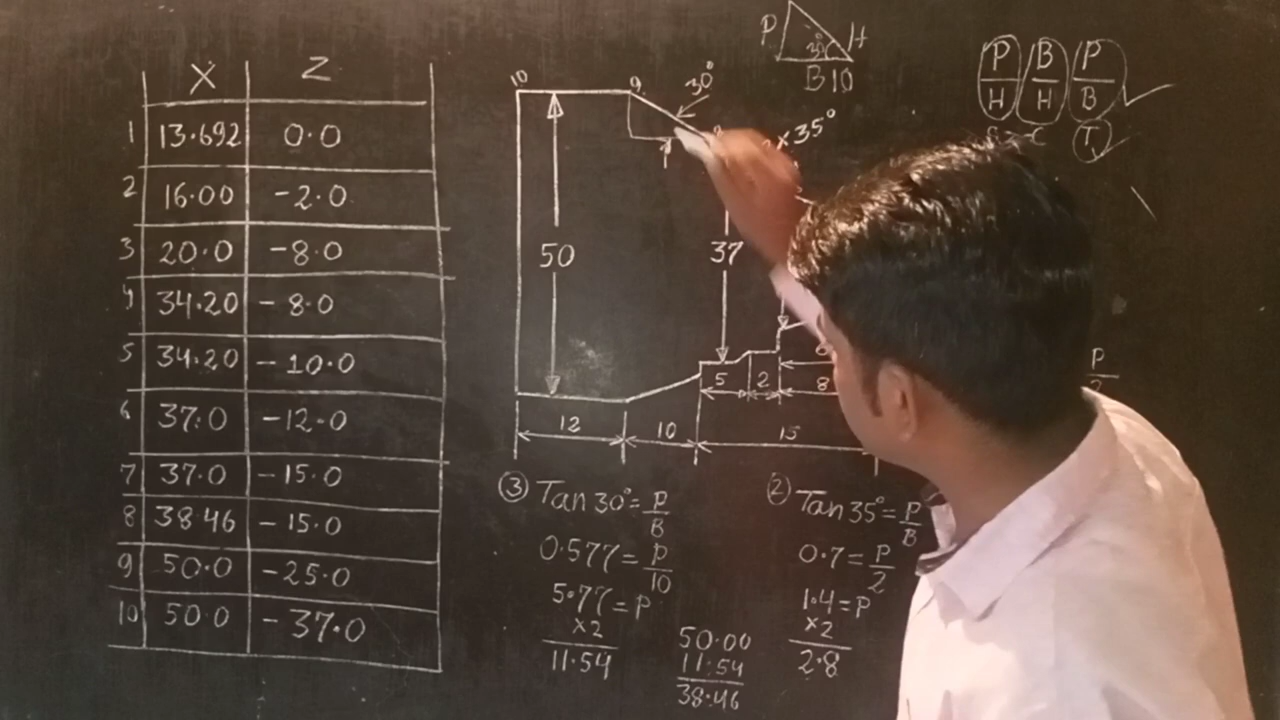 X Z
1 13.692 0.0
2 16.00 -2.0
3 20.0 -8.0
4 34.20 -8.0
5 34.20 -10.0
6 37.0 -12.0
7 37.0 -15.0
8 38.46 -15.0
9 50.0 -25.0
10 50.0 -37.0
P 30° H
B 10
P/H B/H P/B
T
10 9 30°
×35°
50 37
5 2 8
12 10 15
③ Tan 30° = P/B
0.577 = P/10
5.77 = P
×2
11.54
50.00
11.54
38.46
② Tan 35° = P/B
0.7 = P/2
1.4 = P
×2
2.8